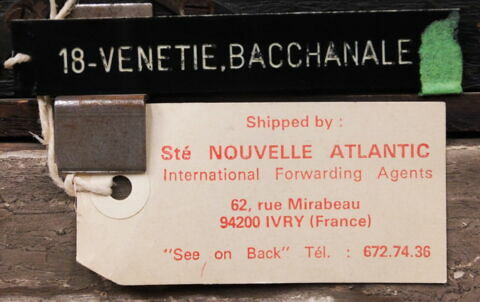 18-VENETIE, BACCHANALE
Shipped by :
Sté NOUVELLE ATLANTIC
International Forwarding Agents
62, rue Mirabeau
94200 IVRY (France)
"See on Back" Tél. : 672.74.36